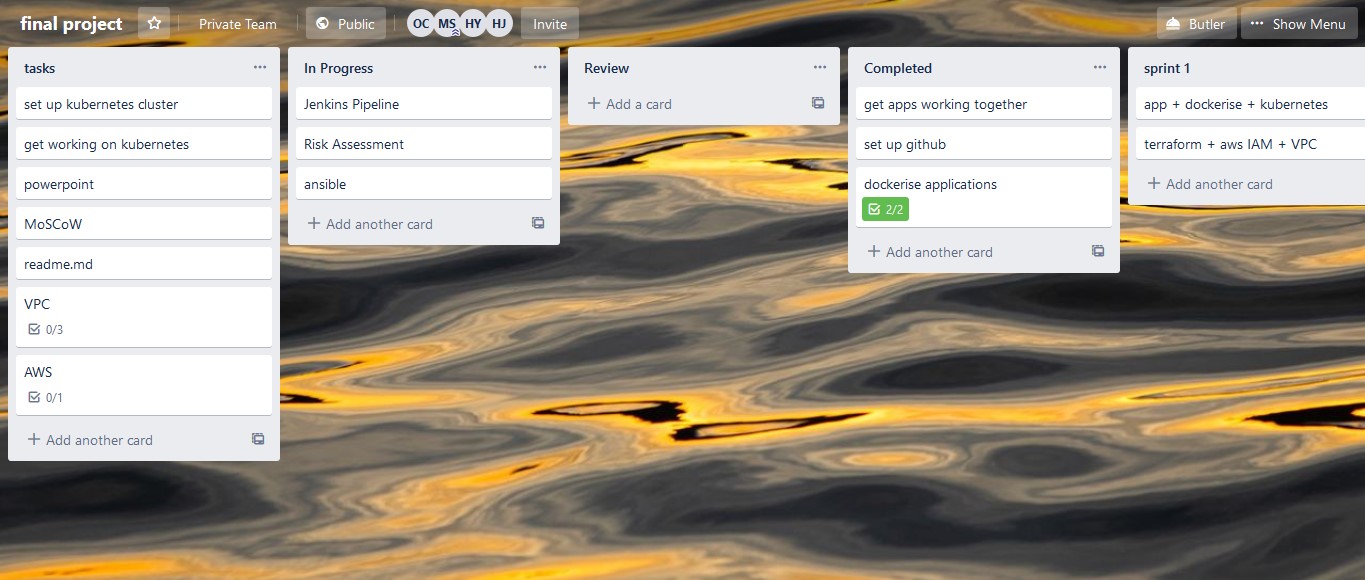 final project
Private Team
Public
OC MS HY HJ
Invite
Butler
Show Menu
tasks
set up kubernetes cluster
get working on kubernetes
powerpoint
MoSCoW
readme.md
VPC
0/3
AWS
0/1
Add another card
In Progress
Jenkins Pipeline
Risk Assessment
ansible
Add another card
Review
Add a card
Completed
get apps working together
set up github
dockerise applications
2/2
Add another card
sprint 1
app + dockerise + kubernetes
terraform + aws IAM + VPC
Add another card